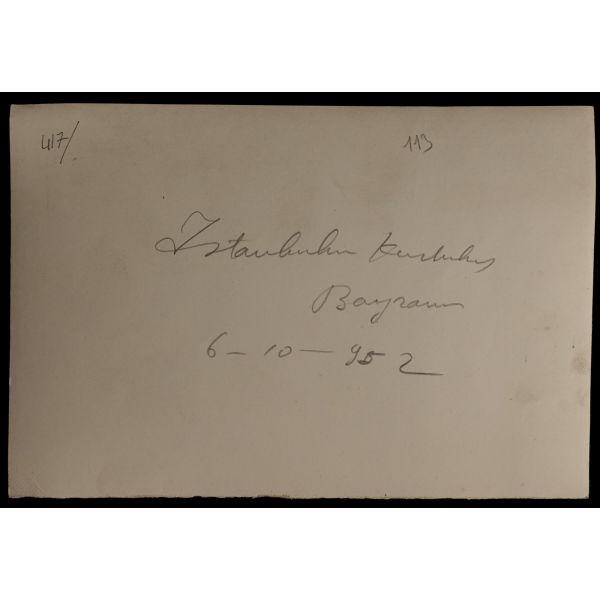 417/
113
İstanbulun Kurtuluş
Bayramı
6 - 10 - 952